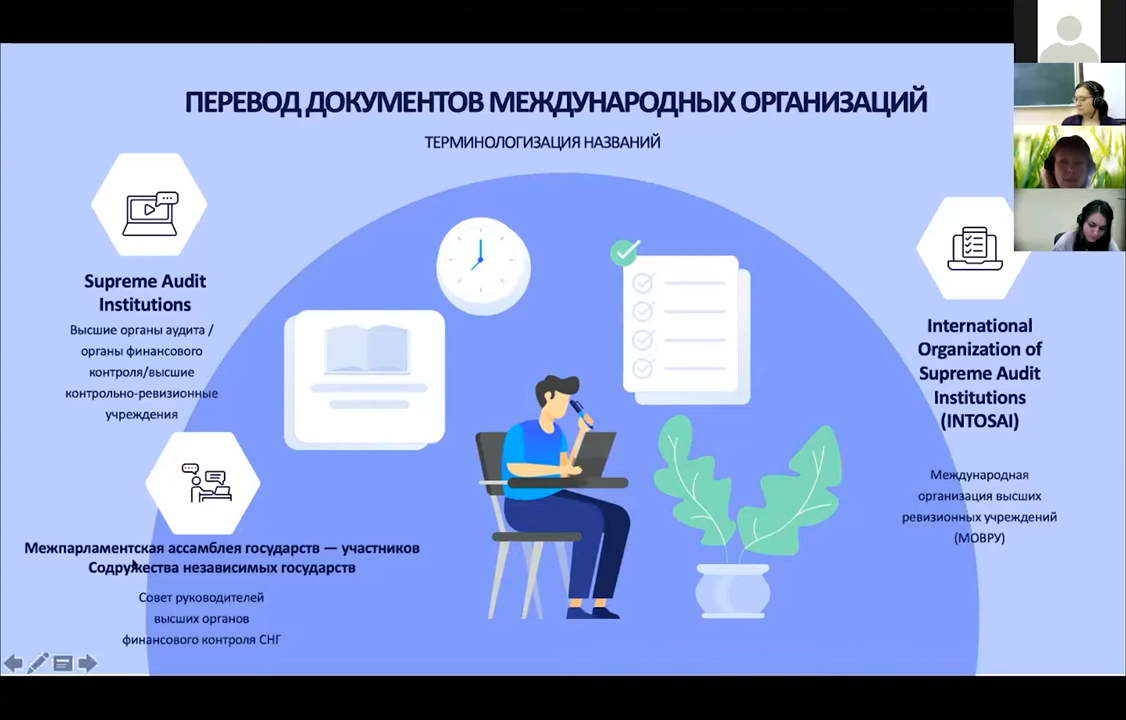 ПЕРЕВОД ДОКУМЕНТОВ МЕЖДУНАРОДНЫХ ОРГАНИЗАЦИЙ
ТЕРМИНОЛОГИЗАЦИЯ НАЗВАНИЙ
Supreme Audit
Institutions
Высшие органы аудита /
органы финансового
контроля/высшие
контрольно-ревизионные
учреждения
Межпарламентская ассамблея государств — участников
Содружества независимых государств
Совет руководителей
высших органов
финансового контроля СНГ
International
Organization of
Supreme Audit
Institutions
(INTOSAI)
Международная
организация высших
ревизионных учреждений
(МОВРУ)